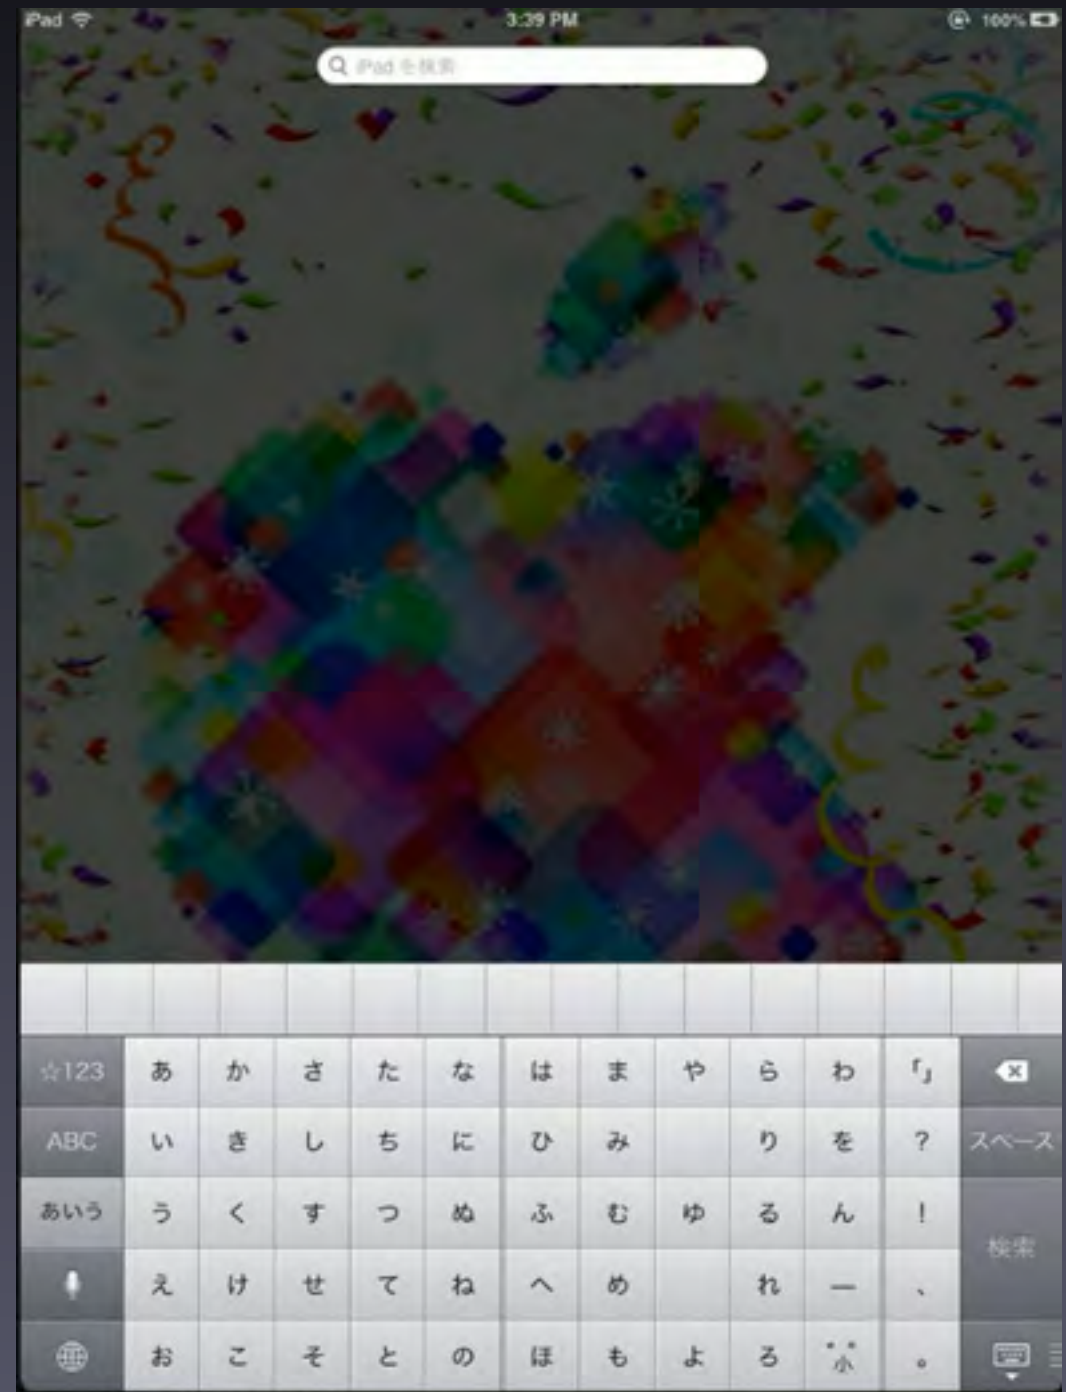 iPad 3:39 PM 100%
iPad を検索
☆123 あ か さ た な は ま や ら わ 「」
ABC い き し ち に ひ み り を ? スペース
あいう う く す つ ぬ ふ む ゆ る ん !
検索
え け せ て ね へ め れ ー 、
お こ そ と の ほ も よ ろ ゛゜小 。